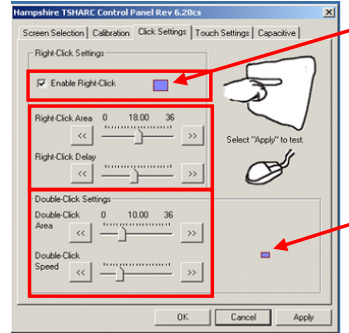 Hampshire TSHARC Control Panel Rev 6.20cs
Screen Selection Calibration Click Settings Touch Settings Capacitive
Right-Click Settings
Enable Right-Click
Right-Click Area 0 18.00 36
<< >>
Right-Click Delay
<< >>
Select "Apply" to test.
Double-Click Settings
Double-Click Area 0 10.00 36
<< >>
Double-Click Speed
<< >>
OK Cancel Apply